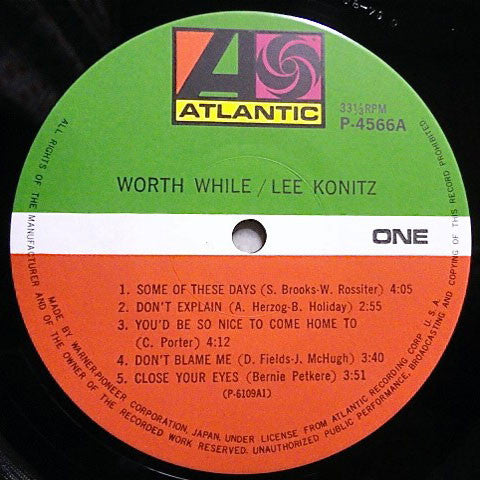 ATLANTIC
33⅓RPM
P-4566A
WORTH WHILE / LEE KONITZ
ONE
1. SOME OF THESE DAYS (S. Brooks-W. Rossiter) 4:05
2. DON'T EXPLAIN (A. Herzog-B. Holiday) 2:55
3. YOU'D BE SO NICE TO COME HOME TO
(C. Porter) 4:12
4. DON'T BLAME ME (D. Fields-J. McHugh) 3:40
5. CLOSE YOUR EYES (Bernie Petkere) 3:51
(P-6109A1)
MADE BY WARNER-PIONEER CORPORATION, JAPAN, UNDER LICENSE FROM ATLANTIC RECORDING CORP. U.S.A.
ALL RIGHTS OF THE MANUFACTURER AND OF THE OWNER OF THE RECORDED WORK RESERVED. UNAUTHORIZED PUBLIC PERFORMANCE, BROADCASTING AND COPYING OF THIS RECORD PROHIBITED